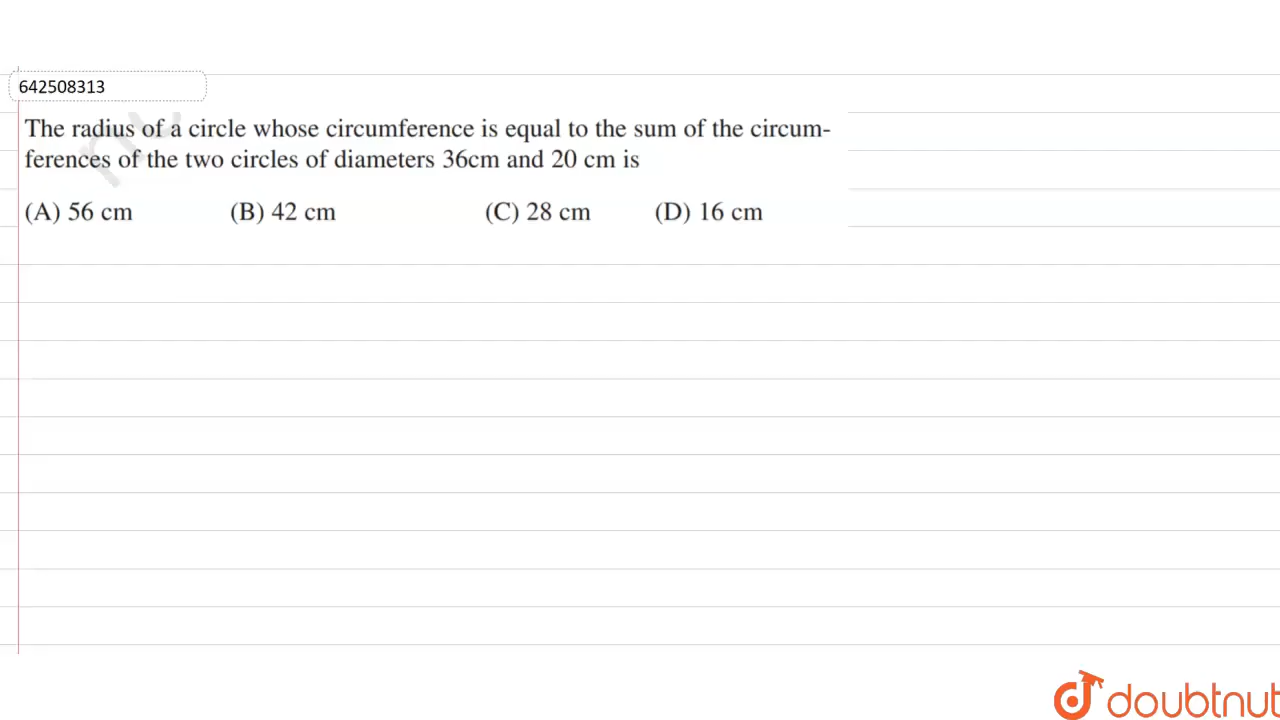 642508313
The radius of a circle whose circumference is equal to the sum of the circum-
ferences of the two circles of diameters 36cm and 20 cm is
(A) 56 cm (B) 42 cm (C) 28 cm (D) 16 cm
doubtnut